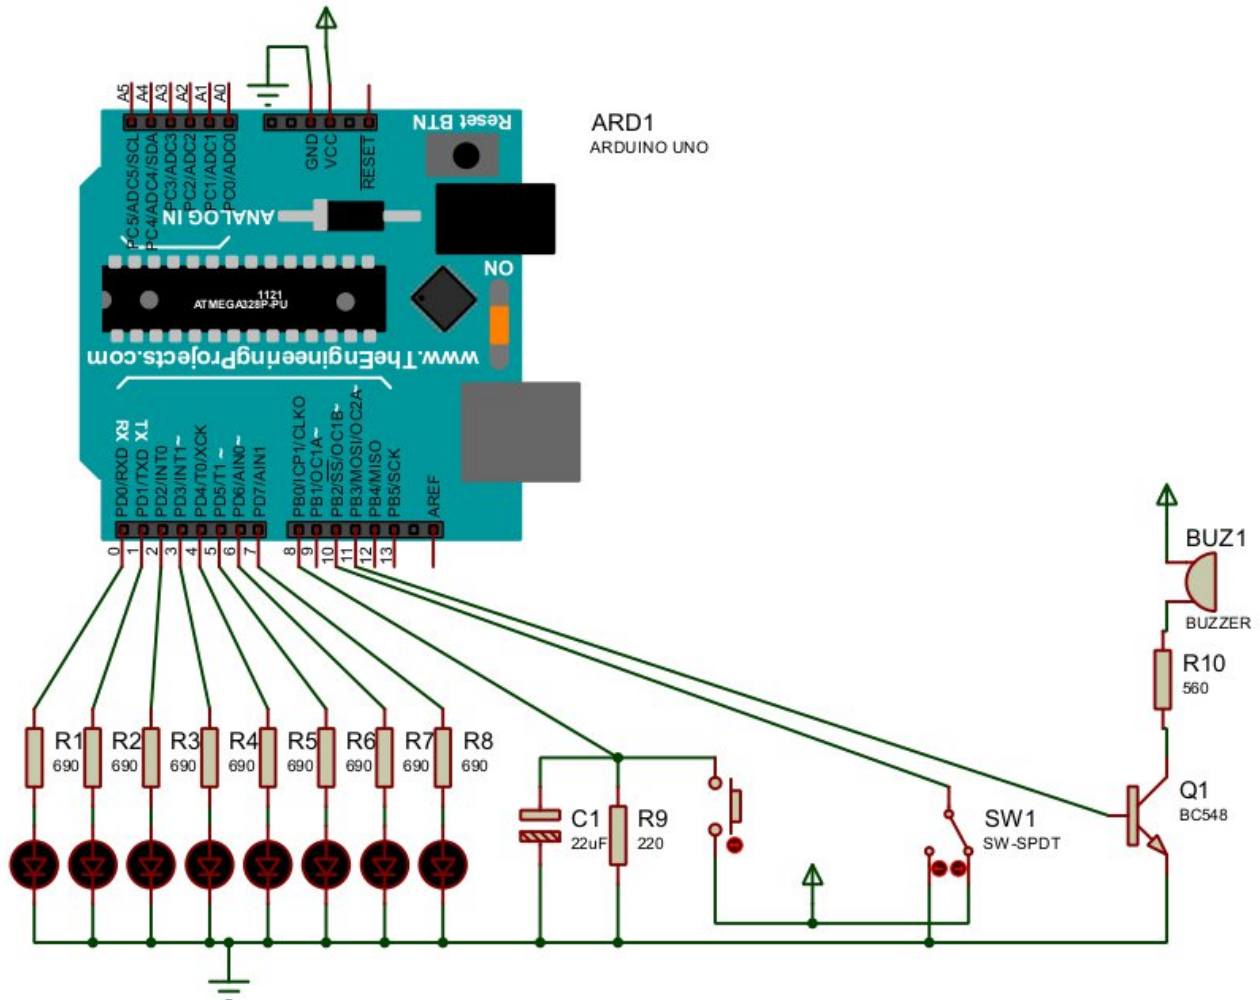 A5
A4
A3
A2
A1
A0
PC5/ADC5/SCL
PC4/ADC4/SDA
PC3/ADC3
PC2/ADC2
PC1/ADC1
PC0/ADC0
GND
VCC
RESET
Reset BTN
ANALOG IN
ARD1
ARDUINO UNO
1121
ATMEGA328P-PU
ON
www.TheEngineeringProjects.com
RX
TX
PD0/RXD
PD1/TXD
PD2/INT0
PD3/INT1~
PD4/T0/XCK
PD5/T1~
PD6/AIN0~
PD7/AIN1
PB0/ICP1/CLKO
PB1/OC1A~
PB2/SS/OC1B~
PB3/MOSI/OC2A~
PB4/MISO
PB5/SCK
AREF
0
1
2
3
4
5
6
7
8
9
10
11
12
13
BUZ1
BUZZER
R10
560
Q1
BC548
R1
690
R2
690
R3
690
R4
690
R5
690
R6
690
R7
690
R8
690
C1
22uF
R9
220
SW1
SW-SPDT